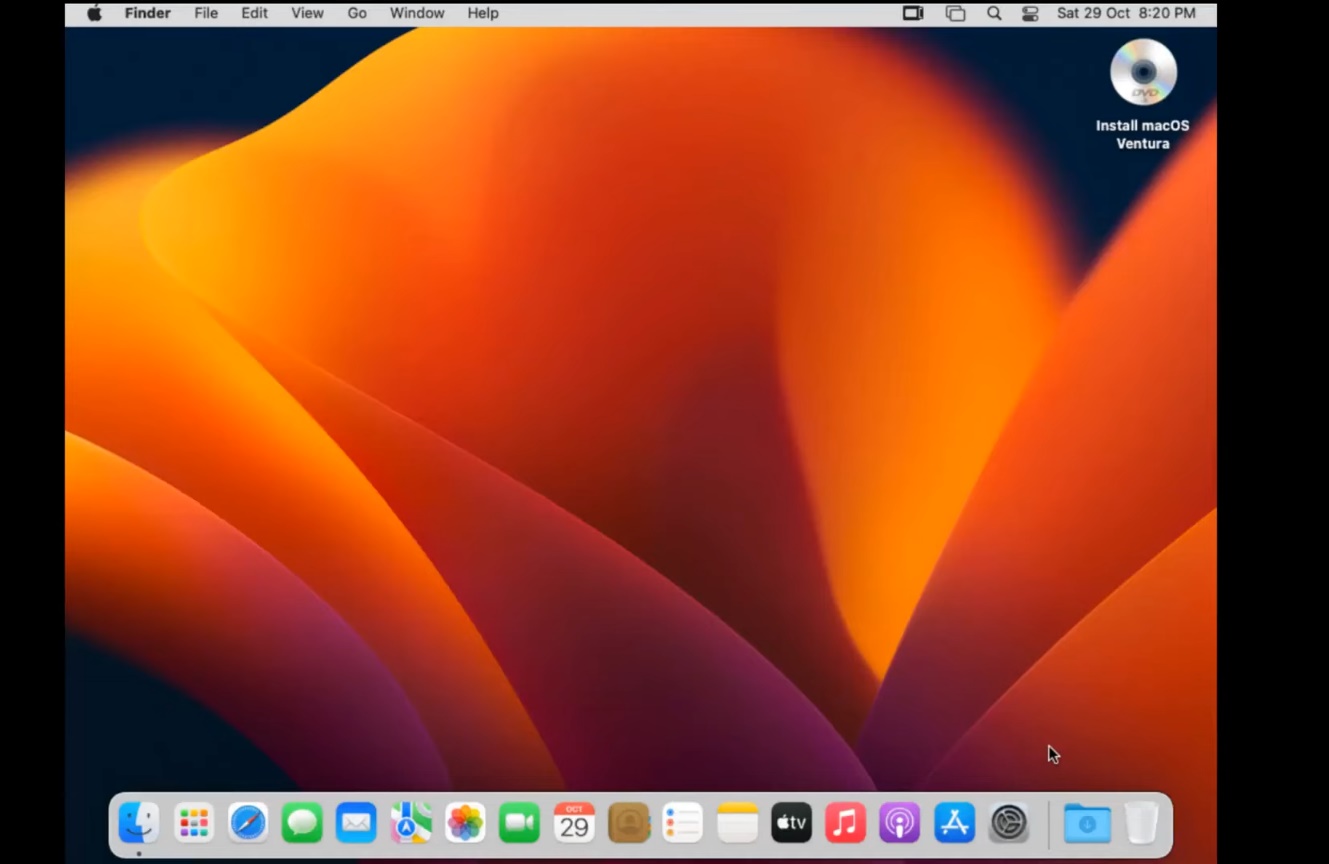 Finder File Edit View Go Window Help Sat 29 Oct 8:20 PM
DVD
Install macOS
Ventura
OCT
29
tv